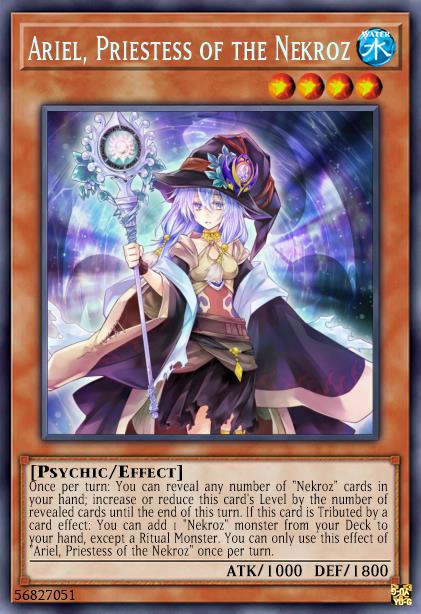 Ariel, Priestess of the Nekroz
WATER
水
[Psychic/Effect]
Once per turn: You can reveal any number of "Nekroz" cards in
your hand; increase or reduce this card's Level by the number of
revealed cards until the end of this turn. If this card is Tributed by a
card effect: You can add 1 "Nekroz" monster from your Deck to
your hand, except a Ritual Monster. You can only use this effect of
"Ariel, Priestess of the Nekroz" once per turn.
ATK/1000 DEF/1800
56827051